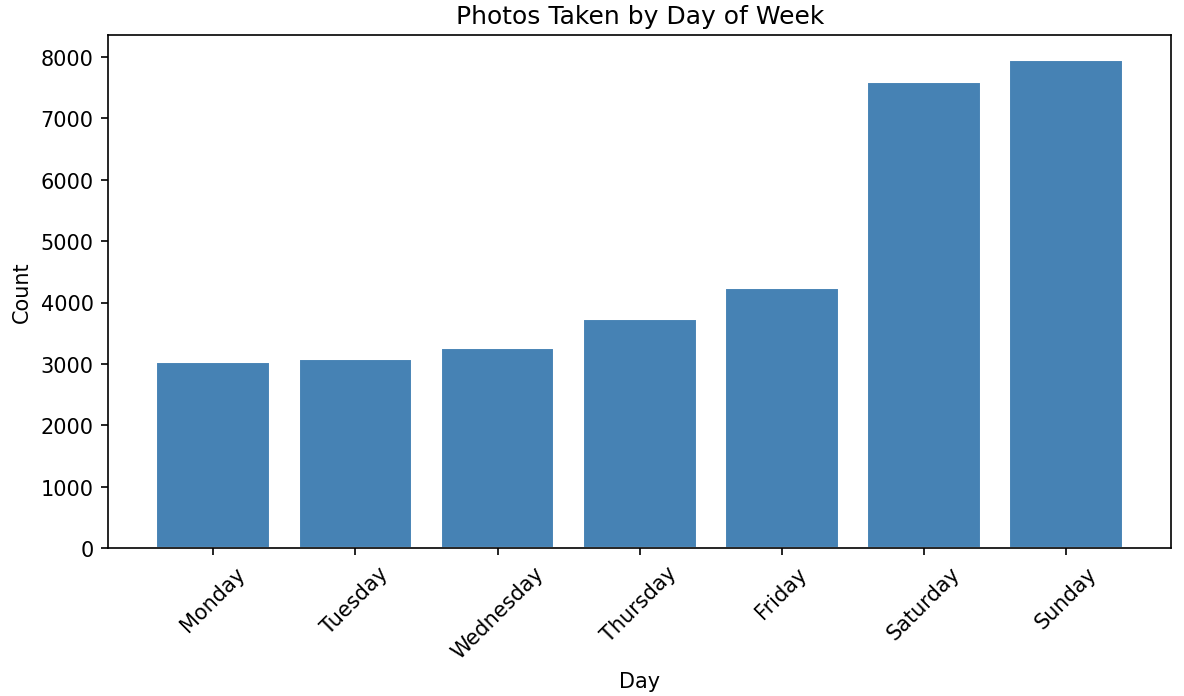 Photos Taken by Day of Week
8000
7000
6000
5000
4000
3000
2000
1000
0
Count
Monday
Tuesday
Wednesday
Thursday
Friday
Saturday
Sunday
Day